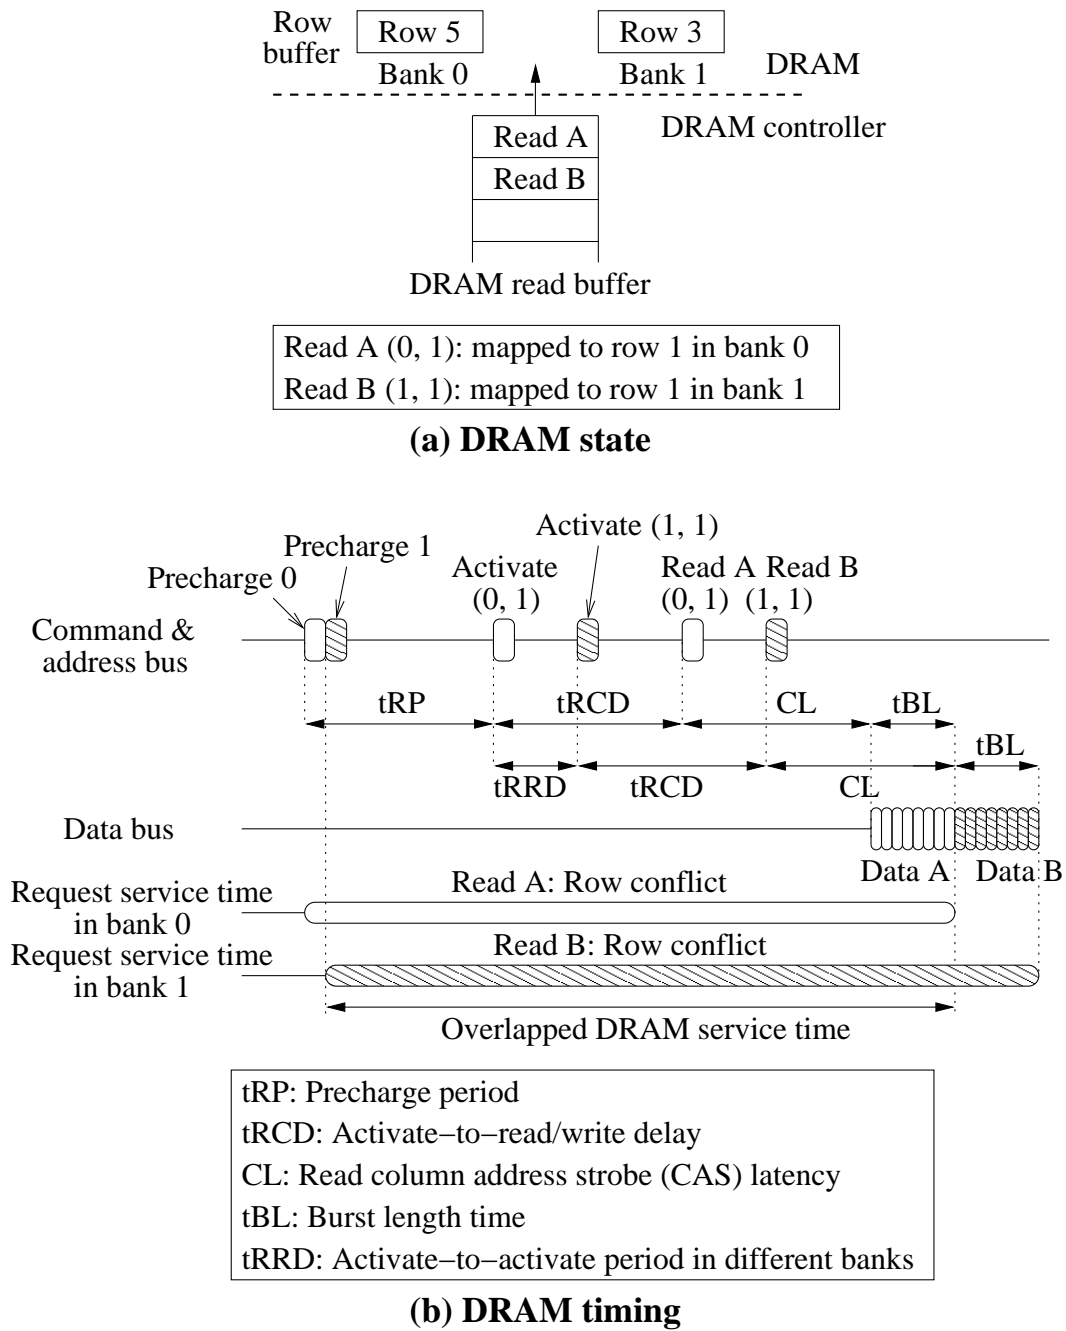 Row
buffer
Row 5
Row 3
Bank 0
Bank 1
DRAM
DRAM controller
Read A
Read B
DRAM read buffer
Read A (0, 1): mapped to row 1 in bank 0
Read B (1, 1): mapped to row 1 in bank 1
(a) DRAM state
Activate (1, 1)
Precharge 1
Precharge 0
Activate
(0, 1)
Read A
(0, 1)
Read B
(1, 1)
Command &
address bus
tRP
tRCD
CL
tBL
tBL
tRRD
tRCD
CL
Data bus
Data A
Data B
Request service time
in bank 0
Read A: Row conflict
Request service time
in bank 1
Read B: Row conflict
Overlapped DRAM service time
tRP: Precharge period
tRCD: Activate−to−read/write delay
CL: Read column address strobe (CAS) latency
tBL: Burst length time
tRRD: Activate−to−activate period in different banks
(b) DRAM timing